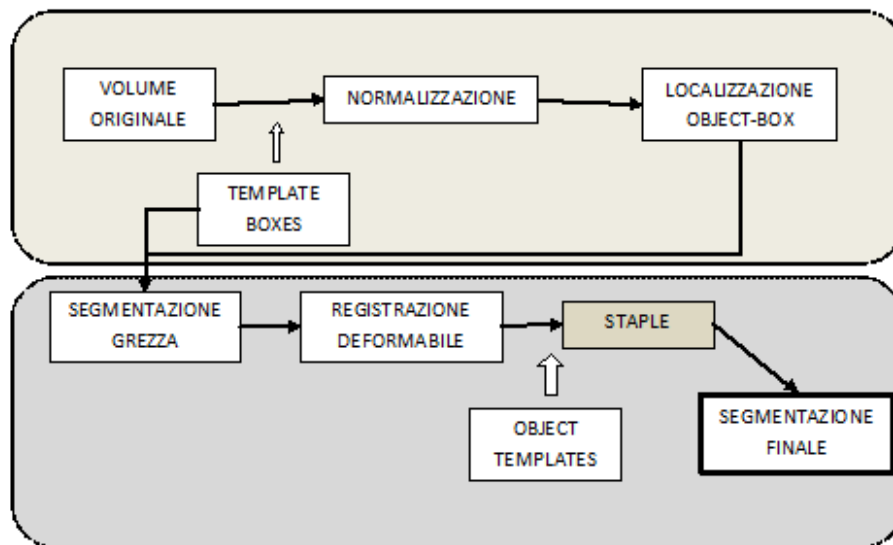 VOLUME
ORIGINALE
NORMALIZZAZIONE
LOCALIZZAZIONE
OBJECT-BOX
TEMPLATE
BOXES
SEGMENTAZIONE
GREZZA
REGISTRAZIONE
DEFORMABILE
STAPLE
OBJECT
TEMPLATES
SEGMENTAZIONE
FINALE